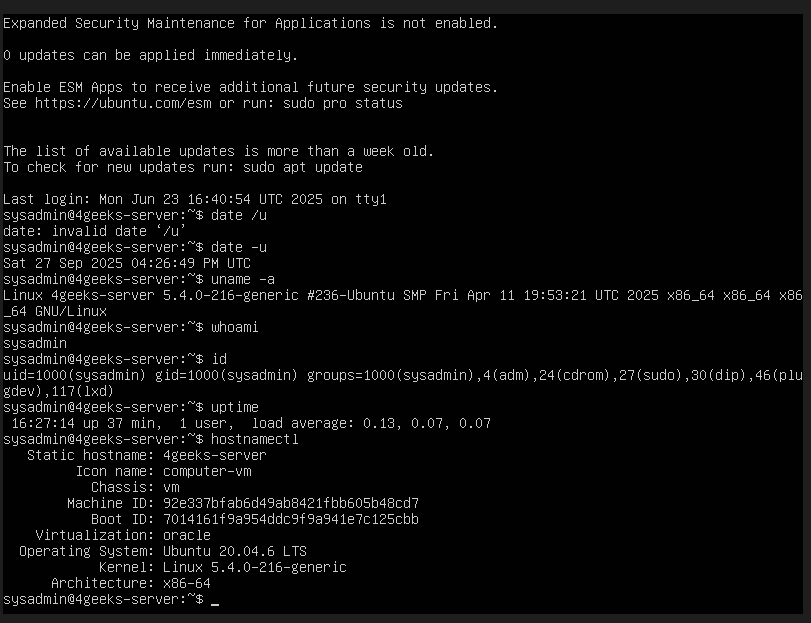 Expanded Security Maintenance for Applications is not enabled.
0 updates can be applied immediately.
Enable ESM Apps to receive additional future security updates.
See https://ubuntu.com/esm or run: sudo pro status
The list of available updates is more than a week old.
To check for new updates run: sudo apt update
Last login: Mon Jun 23 16:40:54 UTC 2025 on tty1
sysadmin@4geeks-server:~$ date /u
date: invalid date ‘/u’
sysadmin@4geeks-server:~$ date -u
Sat 27 Sep 2025 04:26:49 PM UTC
sysadmin@4geeks-server:~$ uname -a
Linux 4geeks-server 5.4.0-216-generic #236-Ubuntu SMP Fri Apr 11 19:53:21 UTC 2025 x86_64 x86_64 x86
_64 GNU/Linux
sysadmin@4geeks-server:~$ whoami
sysadmin
sysadmin@4geeks-server:~$ id
uid=1000(sysadmin) gid=1000(sysadmin) groups=1000(sysadmin),4(adm),24(cdrom),27(sudo),30(dip),46(plu
gdev),117(lxd)
sysadmin@4geeks-server:~$ uptime
 16:27:14 up 37 min,  1 user,  load average: 0.13, 0.07, 0.07
sysadmin@4geeks-server:~$ hostnamectl
   Static hostname: 4geeks-server
         Icon name: computer-vm
           Chassis: vm
        Machine ID: 92e337bfab6d49ab8421fbb605b48cd7
           Boot ID: 7014161f9a954ddc9f9a941e7c125cbb
    Virtualization: oracle
  Operating System: Ubuntu 20.04.6 LTS
            Kernel: Linux 5.4.0-216-generic
      Architecture: x86-64
sysadmin@4geeks-server:~$ _